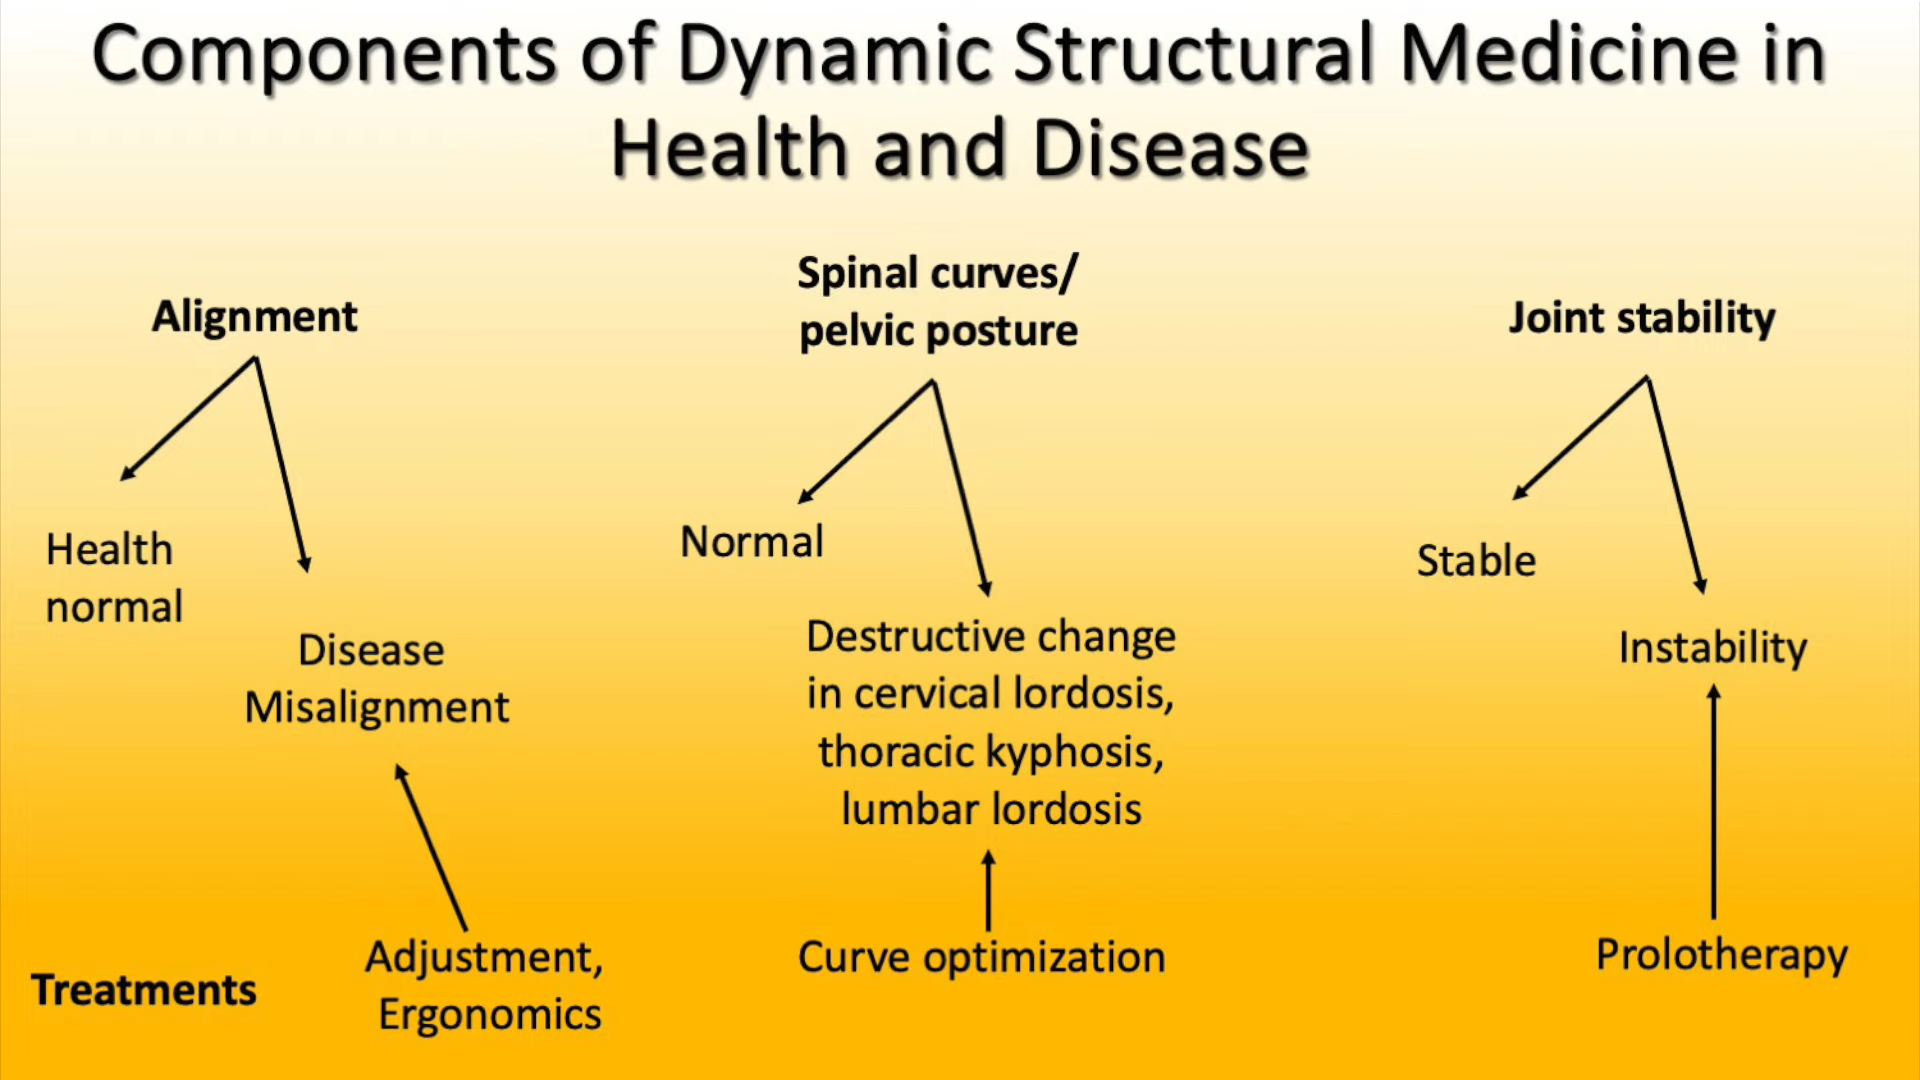 Components of Dynamic Structural Medicine in
Health and Disease
Alignment
Health
normal
Disease
Misalignment
Spinal curves/
pelvic posture
Normal
Destructive change
in cervical lordosis,
thoracic kyphosis,
lumbar lordosis
Joint stability
Stable
Instability
Treatments
Adjustment,
Ergonomics
Curve optimization
Prolotherapy